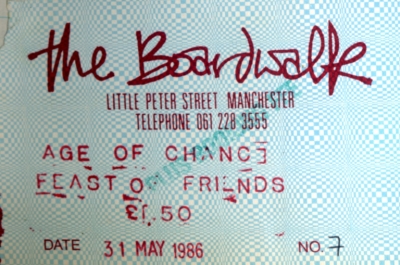 the Boardwalk
LITTLE PETER STREET MANCHESTER
TELEPHONE 061 228 3555
AGE OF CHANCE
FEAST O FRIENDS
£1.50
DATE 31 MAY 1986 NO. 7